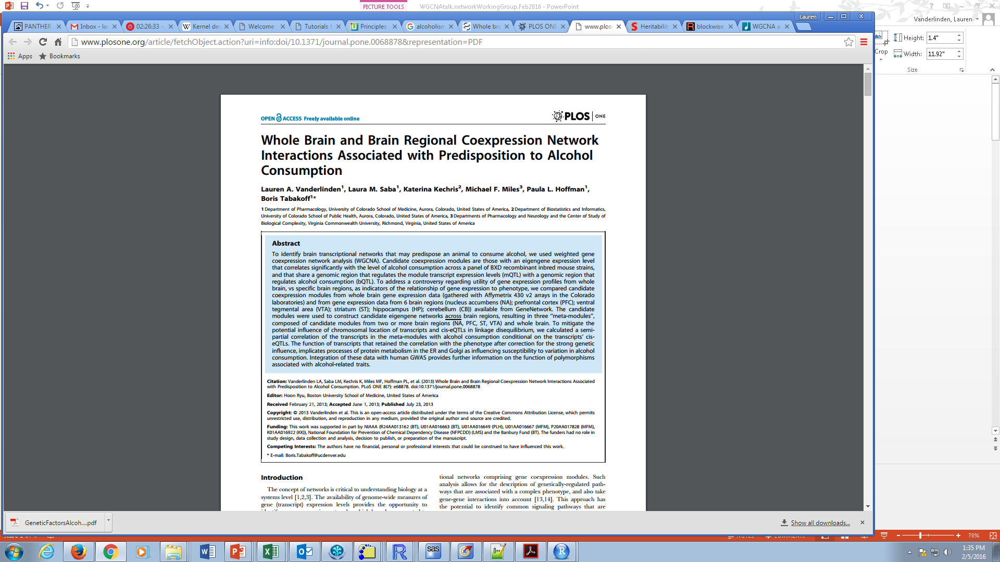 PICTURE TOOLS
WGCNAtalk.networkWorkingGroup.Feb2016 - PowerPoint
Lauren
Vanderlinden, Lauren
PANTHER
Inbox - la
02:26:33 -
Kernel de
Welcome
Tutorials f
Principles
alcoholism
Whole bra
PLOS ONE
www.plos
Heritabilit
blockwise
WGCNA a
www.plosone.org/article/fetchObject.action?uri=info:doi/10.1371/journal.pone.0068878&representation=PDF
Apps
Bookmarks
Crop
Height: 1.4"
Width: 11.92"
Size
OPEN ACCESS Freely available online
PLOS ONE
Whole Brain and Brain Regional Coexpression Network
Interactions Associated with Predisposition to Alcohol
Consumption
Lauren A. Vanderlinden1, Laura M. Saba1, Katerina Kechris2, Michael F. Miles3, Paula L. Hoffman1,
Boris Tabakoff1*
1 Department of Pharmacology, University of Colorado School of Medicine, Aurora, Colorado, United States of America, 2 Department of Biostatistics and Informatics,
University of Colorado School of Public Health, Aurora, Colorado, United States of America, 3 Departments of Pharmacology and Neurology and the Center of Study of
Biological Complexity, Virginia Commonwealth University, Richmond, Virginia, United States of America
Abstract
To identify brain transcriptional networks that may predispose an animal to consume alcohol, we used weighted gene
coexpression network analysis (WGCNA). Candidate coexpression modules are those with an eigengene expression level
that correlates significantly with the level of alcohol consumption across a panel of BXD recombinant inbred mouse strains,
and that share a genomic region that regulates the module transcript expression levels (mQTL) with a genomic region that
regulates alcohol consumption (bQTL). To address a controversy regarding utility of gene expression profiles from whole
brain, vs specific brain regions, as indicators of the relationship of gene expression to phenotype, we compared candidate
coexpression modules from whole brain gene expression data (gathered with Affymetrix 430 v2 arrays in the Colorado
laboratories) and from gene expression data from 6 brain regions (nucleus accumbens (NA); prefrontal cortex (PFC); ventral
tegmental area (VTA); striatum (ST); hippocampus (HP); cerebellum (CB)) available from GeneNetwork. The candidate
modules were used to construct candidate eigengene networks across brain regions, resulting in three “meta-modules”,
composed of candidate modules from two or more brain regions (NA, PFC, ST, VTA) and whole brain. To mitigate the
potential influence of chromosomal location of transcripts and cis-eQTLs in linkage disequilibrium, we calculated a semi-
partial correlation of the transcripts in the meta-modules with alcohol consumption conditional on the transcripts’ cis-
eQTLs. The function of transcripts that retained the correlation with the phenotype after correction for the strong genetic
influence, implicates processes of protein metabolism in the ER and Golgi as influencing susceptibility to variation in alcohol
consumption. Integration of these data with human GWAS provides further information on the function of polymorphisms
associated with alcohol-related traits.
Citation: Vanderlinden LA, Saba LM, Kechris K, Miles MF, Hoffman PL, et al. (2013) Whole Brain and Brain Regional Coexpression Network Interactions Associated
with Predisposition to Alcohol Consumption. PLoS ONE 8(7): e68878. doi:10.1371/journal.pone.0068878
Editor: Hoon Ryu, Boston University School of Medicine, United States of America
Received February 21, 2013; Accepted June 1, 2013; Published July 23, 2013
Copyright: © 2013 Vanderlinden et al. This is an open-access article distributed under the terms of the Creative Commons Attribution License, which permits
unrestricted use, distribution, and reproduction in any medium, provided the original author and source are credited.
Funding: This work was supported in part by NIAAA (R24AA013162 (BT), U01AA016663 (BT), U01AA016649 (PLH), U01AA016667 (MFM), P20AA017828 (MFM),
K01AA016922 (KK)), National Foundation for Prevention of Chemical Dependency Disease (NFPCDD) (LMS) and the Banbury Fund (BT). The funders had no role in
study design, data collection and analysis, decision to publish, or preparation of the manuscript.
Competing Interests: The authors have no financial, personal or professional interests that could be construed to have influenced this work.
* E-mail: Boris.Tabakoff@ucdenver.edu
Introduction
The concept of networks is critical to understanding biology at a
systems level [1,2,3]. The availability of genome-wide measures of
gene (transcript) expression levels provides the opportunity to
tional networks comprising gene coexpression modules. Such
analysis allows for the description of genetically-regulated path-
ways that are associated with a complex phenotype, and also take
gene-gene interactions into account [13,14]. This approach has
the potential to identify common signaling pathways that are
GeneticFactorsAlcoh....pdf
Show all downloads...
70%
1:35 PM
2/5/2016